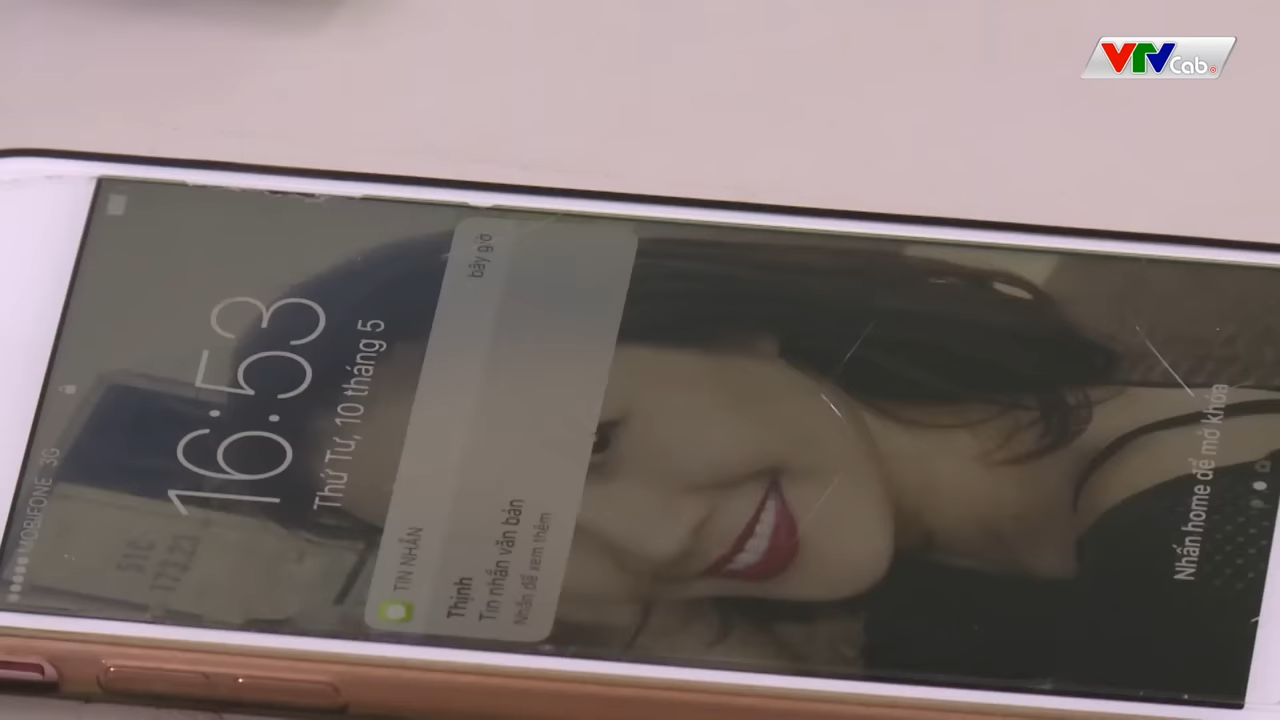 VTVCab
MOBIFONE 3G
16:53
Thứ Tư, 10 tháng 5
TIN NHẮN
bây giờ
Thịnh
Tin nhắn văn bản
Nhấn để xem thêm
Nhấn home để mở khóa
51C